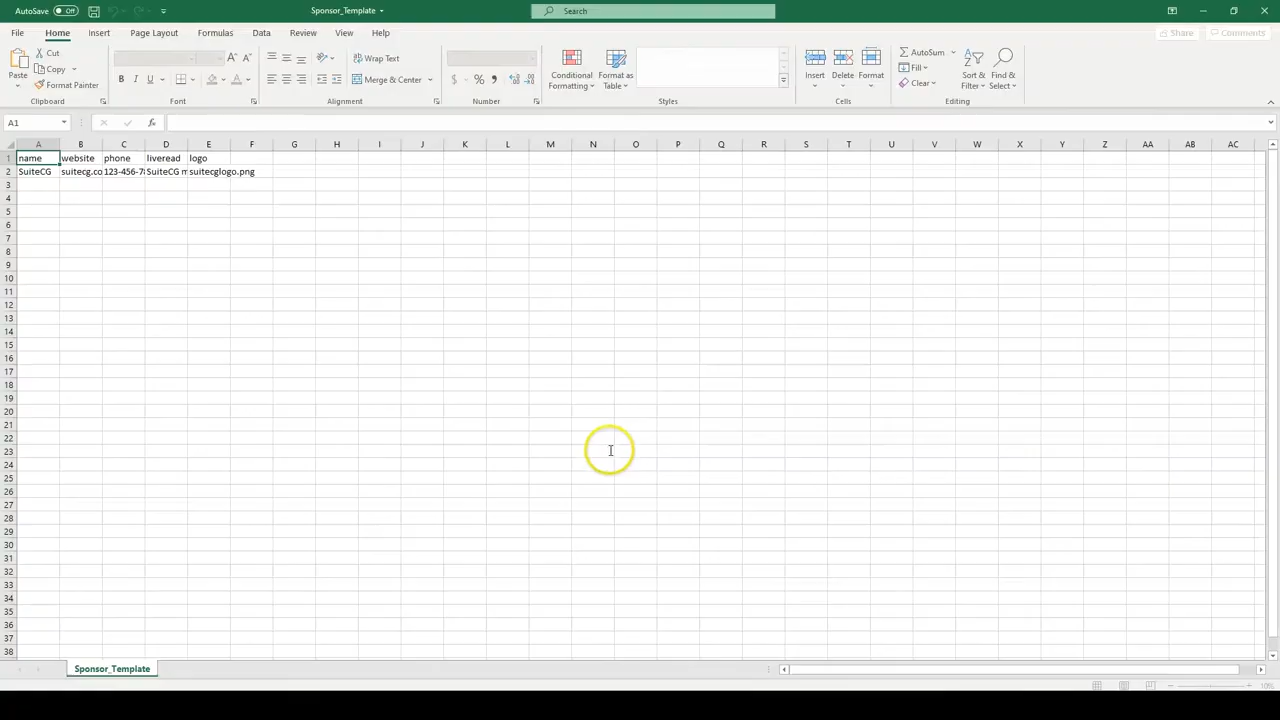 AutoSave Off Sponsor_Template Search
File Home Insert Page Layout Formulas Data Review View Help Share Comments
Paste Cut Copy Format Painter Clipboard
B I U Font
Wrap Text Merge & Center Alignment
$ % Number
Conditional Formatting Format as Table Styles
Insert Delete Format Cells
AutoSum Fill Clear Sort & Filter Find & Select Editing
A1 fx
A B C D E F G H I J K L M N O P Q R S T U V W X Y Z AA AB AC
1 name website phone liveread logo
2 SuiteCG suitecg.co 123-456-78 SuiteCG m suitecglogo.png
3
4
5
6
7
8
9
10
11
12
13
14
15
16
17
18
19
20
21
22
23
24
25
26
27
28
29
30
31
32
33
34
35
36
37
38
Sponsor_Template